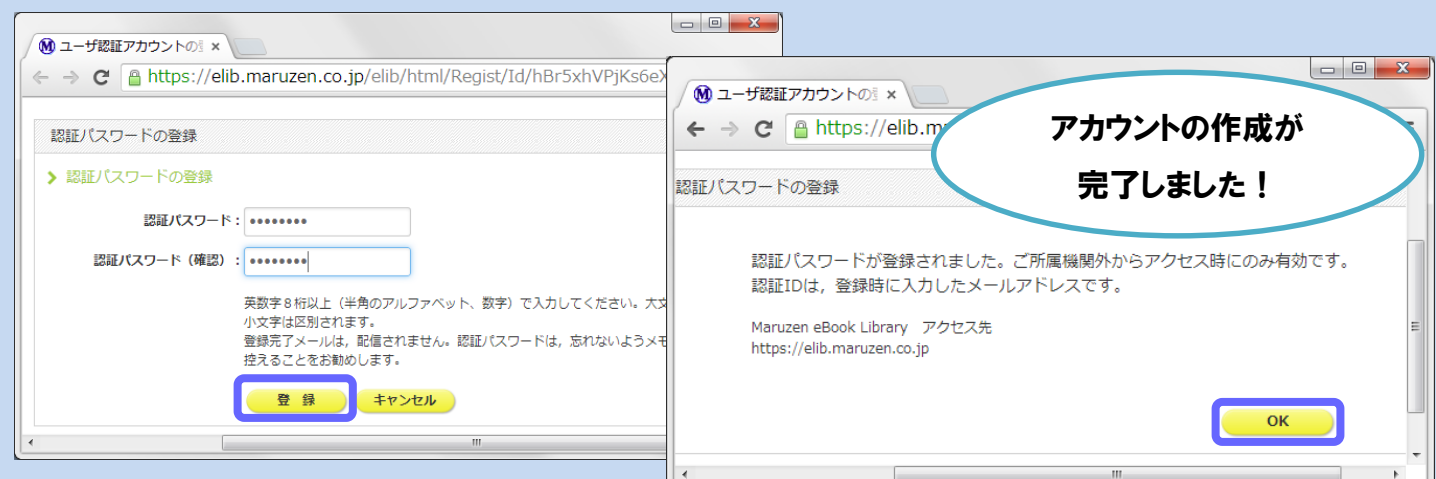 ユーザ認証アカウントの
https://elib.maruzen.co.jp/elib/html/Regist/Id/hBr5xhVPjKs6eX
認証パスワードの登録
認証パスワードの登録
認証パスワード：
認証パスワード（確認）：
英数字８桁以上（半角のアルファベット、数字）で入力してください。大文
小文字は区別されます。
登録完了メールは，配信されません。認証パスワードは，忘れないようメモ
控えることをお勧めします。
登 録
キャンセル
ユーザ認証アカウントの
https://elib.m
アカウントの作成が
完了しました！
認証パスワードの登録
認証パスワードが登録されました。ご所属機関外からアクセス時にのみ有効です。
認証IDは，登録時に入力したメールアドレスです。
Maruzen eBook Library　アクセス先
https://elib.maruzen.co.jp
OK